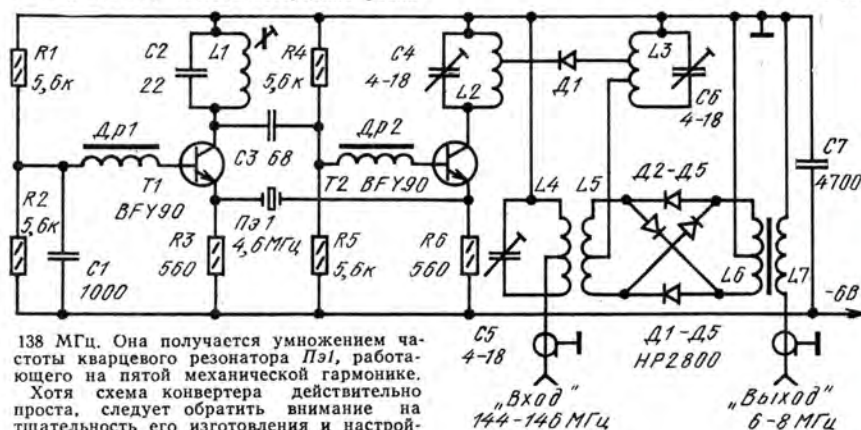 R1
5,6к
C2
22
L1
R4
5,6к
C4
4-18
L2
Д1
L3
C6
4-18
C7
4700
Др1
T1
BFY90
C3 68
Др2
T2 BFY90
R2
5,6к
C1
1000
R3
560
Пэ1
4,6МГц
R5
5,6к
R6
560
L4
L5
Д2-Д5
L6
L7
-6В
C5
4-18
Д1-Д5
HP2800
„Вход"
144-146 МГц
„Выход"
6-8 МГц
138 МГц. Она получается умножением ча-
стоты кварцевого резонатора Пэ1, работаю-
щего на пятой механической гармонике.
Хотя схема конвертера действительно
проста, следует обратить внимание на
тщательность его изготовления и настрой-